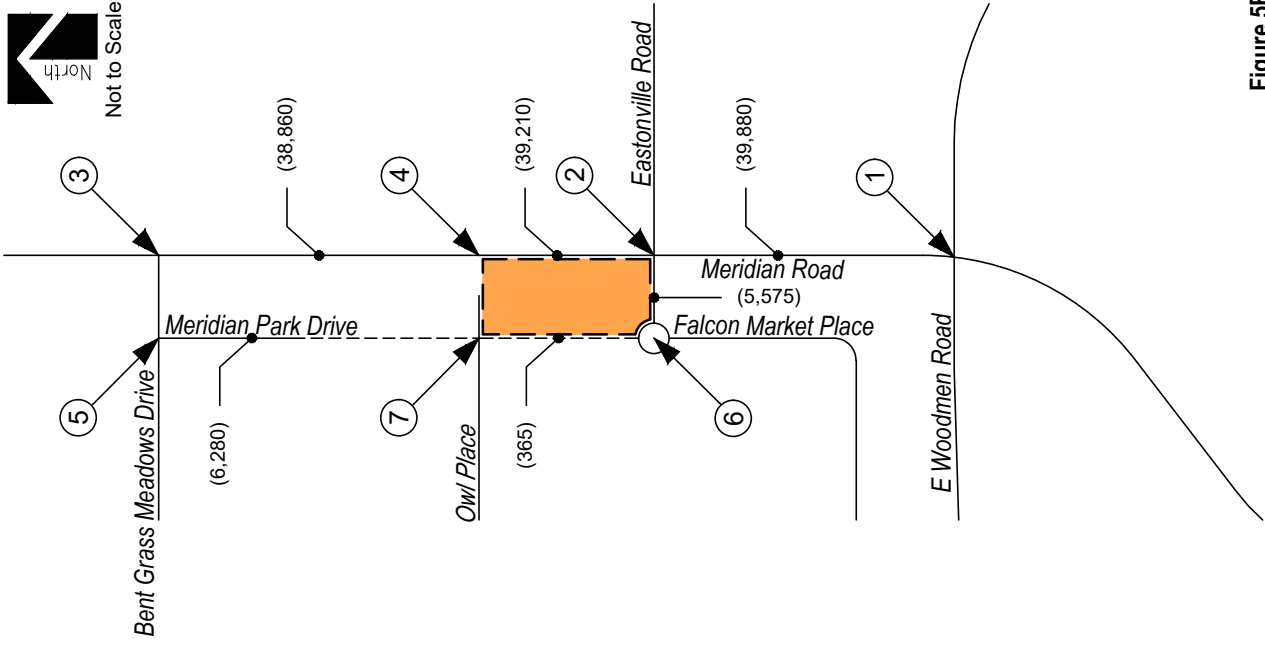 North
Not to Scale
3
(38,860)
4
(39,210)
2
Eastonville Road
(39,880)
1
Meridian Road
(5,575)
Meridian Park Drive
Falcon Market Place
5
Bent Grass Meadows Drive
(6,280)
7
Owl Place
(365)
6
E Woodmen Road